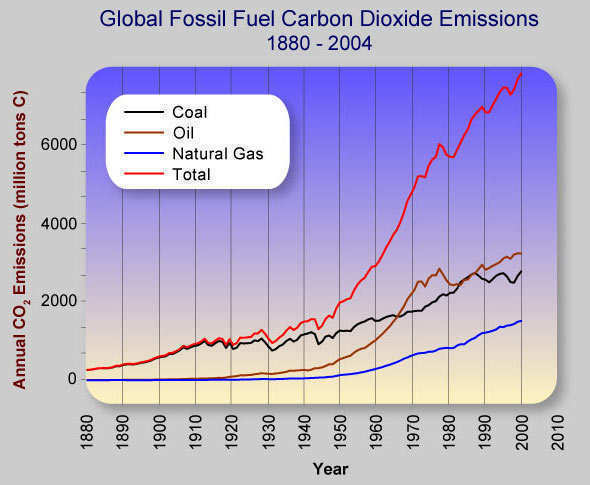 Global Fossil Fuel Carbon Dioxide Emissions
1880 - 2004
Annual CO2 Emissions (million tons C)
Coal
Oil
Natural Gas
Total
6000
4000
2000
0
1880 1890 1900 1910 1920 1930 1940 1950 1960 1970 1980 1990 2000 2010
Year